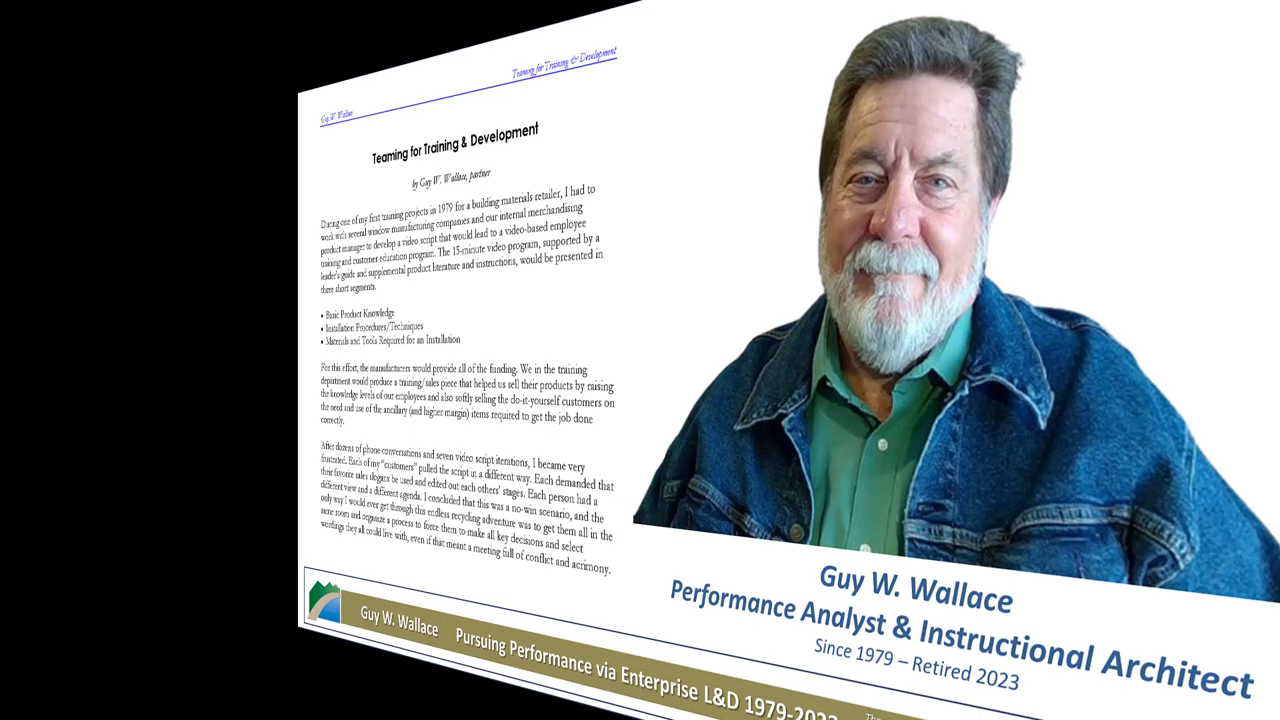 Teaming for Training & Development
Guy W. Wallace
Teaming for Training & Development
by Guy W. Wallace, partner
During one of my first training projects in 1979 for a building materials retailer, I had to
work with several window manufacturing companies and our internal merchandising
product manager to develop a video script that would lead to a video-based employee
training and customer education program. The 15-minute video program, supported by a
leader's guide and supplemental product literature and instructions, would be presented in
three short segments.
• Basic Product Knowledge
• Installation Procedures/Techniques
• Materials and Tools Required for an Installation
For this effort, the manufacturers would provide all of the funding. We in the training
department would produce a training/sales piece that helped us sell their products by raising
the knowledge levels of our employees and also softly selling the do-it-yourself customers on
the need and use of the ancillary (and higher margin) items required to get the job done
correctly.
After dozens of phone conversations and seven video script iterations, I became very
frustrated. Each of my "customers" pulled the script in a different way. Each demanded that
their favorite sales slogans be used and edited out each others' stages. Each person had a
different view and a different agenda. I concluded that this was a no-win scenario, and the
only way I would ever get through this endless recycling adventure was to get them all in the
same room and organize a process to force them to make all key decisions and select
wordings they all could live with, even if that meant a meeting full of conflict and acrimony.
Guy W. Wallace
Performance Analyst & Instructional Architect
Since 1979 – Retired 2023
Guy W. Wallace Pursuing Performance via Enterprise L&D 1979-2022